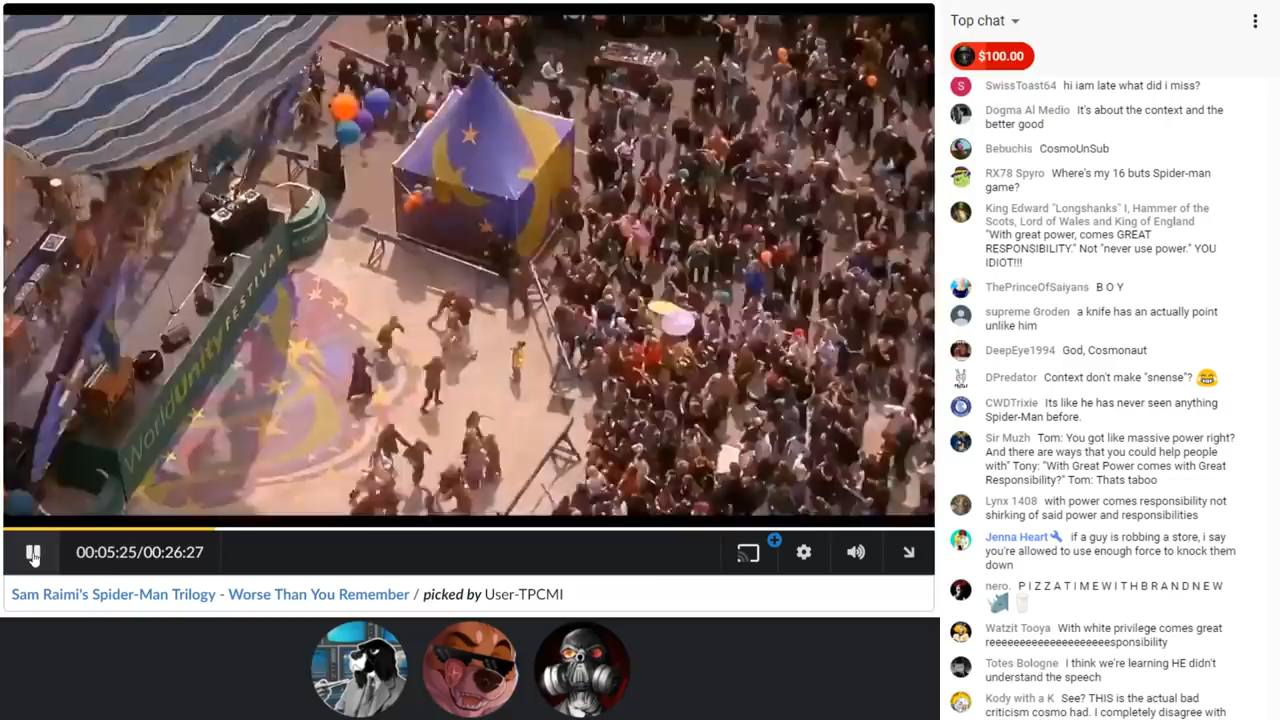 WorldUnityFESTIVAL
00:05:25/00:26:27
Sam Raimi's Spider-Man Trilogy - Worse Than You Remember / picked by User-TPCMI
Top chat
$100.00
S SwissToast64 hi iam late what did i miss?
Dogma Al Medio It's about the context and the
better good
Bebuchis CosmoUnSub
RX78 Spyro Where's my 16 buts Spider-man
game?
King Edward "Longshanks" I, Hammer of the
Scots, Lord of Wales and King of England
"With great power, comes GREAT
RESPONSIBILITY." Not "never use power." YOU
IDIOT!!!
ThePrinceOfSaiyans B O Y
supreme Groden a knife has an actually point
unlike him
DeepEye1994 God, Cosmonaut
DPredator Context don't make "snense"?
CWDTrixie Its like he has never seen anything
Spider-Man before.
Sir Muzh Tom: You got like massive power right?
And there are ways that you could help people
with" Tony: "With Great Power comes with Great
Responsibility?" Tom: Thats taboo
Lynx 1408 with power comes responsibility not
shirking of said power and responsibilities
Jenna Heart if a guy is robbing a store, i say
you're allowed to use enough force to knock them
down
nero. P I Z Z A T I M E W I T H B R A N D N E W
Watzit Tooya With white privilege comes great
reeeeeeeeeeeeeeeeeeesponsibility
Totes Bologne I think we're learning HE didn't
understand the speech
Kody with a K See? THIS is the actual bad
criticism cosmo had. I completely disagree with